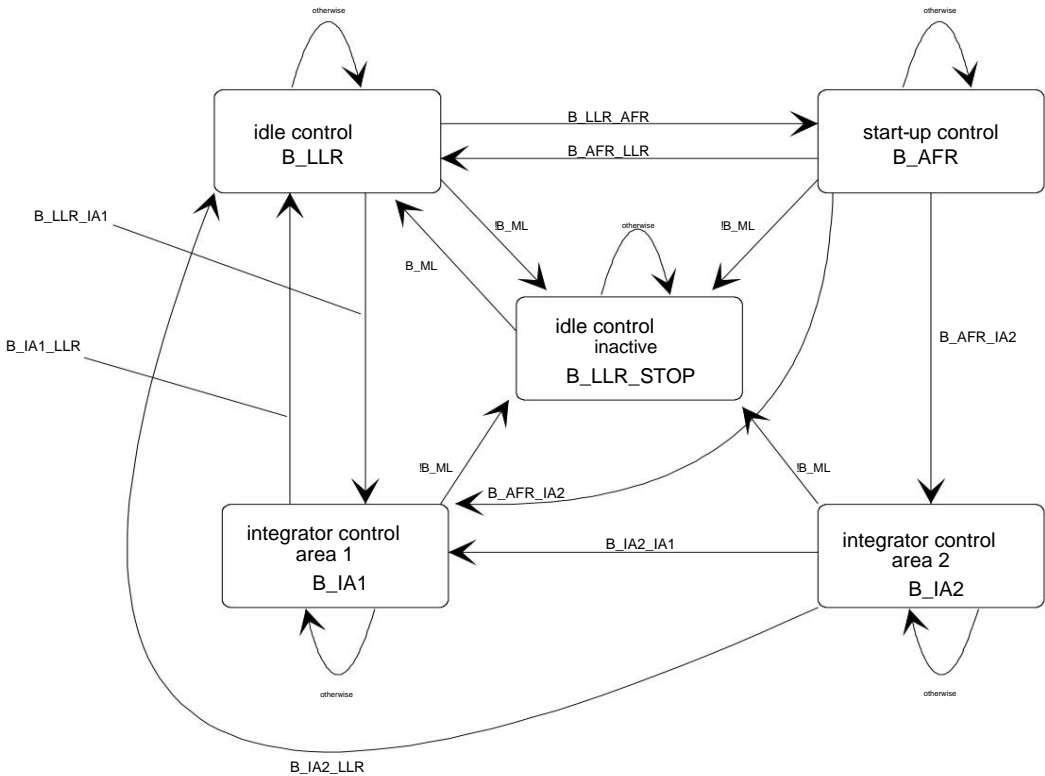 otherwise
otherwise
idle control
B_LLR
B_LLR_AFR
B_AFR_LLR
start-up control
B_AFR
B_LLR_IA1
!B_ML
otherwise
!B_ML
B_ML
idle control
inactive
B_LLR_STOP
B_IA1_LLR
B_AFR_IA2
!B_ML
B_AFR_IA2
!B_ML
integrator control
area 1
B_IA1
B_IA2_IA1
integrator control
area 2
B_IA2
otherwise
otherwise
B_IA2_LLR